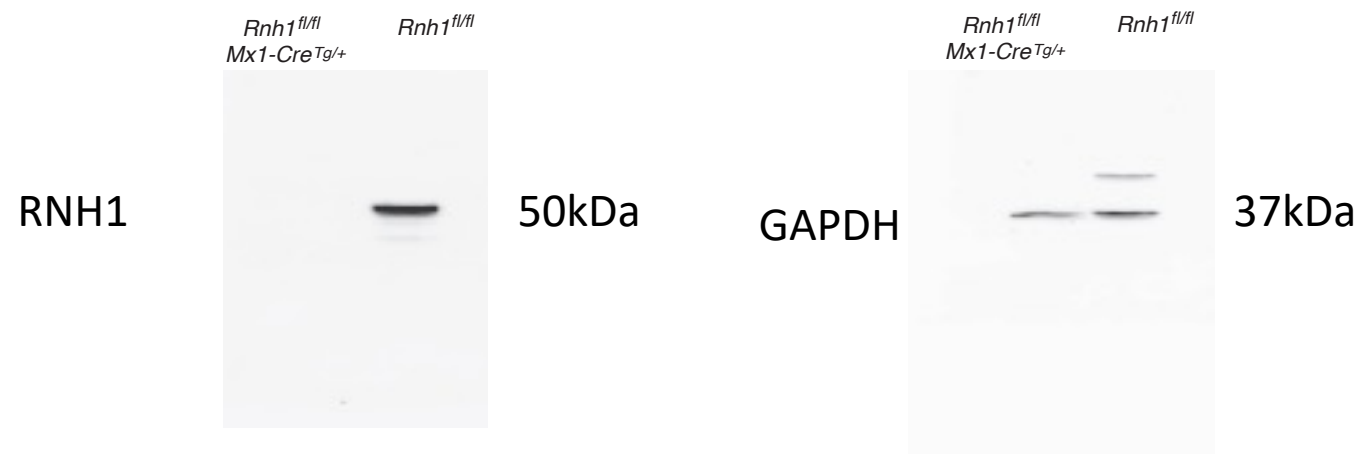 Rnh1fl/fl
Mx1-CreTg/+
Rnh1fl/fl
RNH1
50kDa
Rnh1fl/fl
Mx1-CreTg/+
Rnh1fl/fl
GAPDH
37kDa